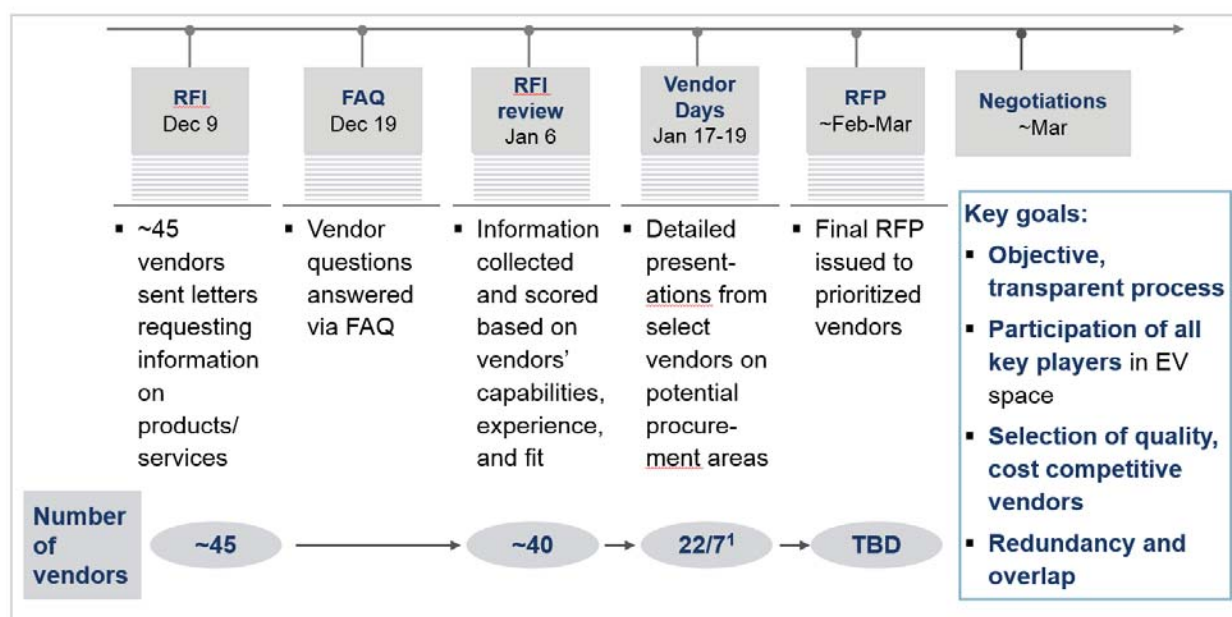 RFI
Dec 9
FAQ
Dec 19
RFI
review
Jan 6
Vendor
Days
Jan 17-19
RFP
~Feb-Mar
Negotiations
~Mar
▪ ~45
vendors
sent letters
requesting
information
on
products/
services
▪ Vendor
questions
answered
via FAQ
▪ Information
collected
and scored
based on
vendors’
capabilities,
experience,
and fit
▪ Detailed
present-
ations from
select
vendors on
potential
procure-
ment areas
▪ Final RFP
issued to
prioritized
vendors
Key goals:
▪ Objective,
transparent process
▪ Participation of all
key players in EV
space
▪ Selection of quality,
cost competitive
vendors
▪ Redundancy and
overlap
Number
of
vendors
~45
~40
22/7¹
TBD